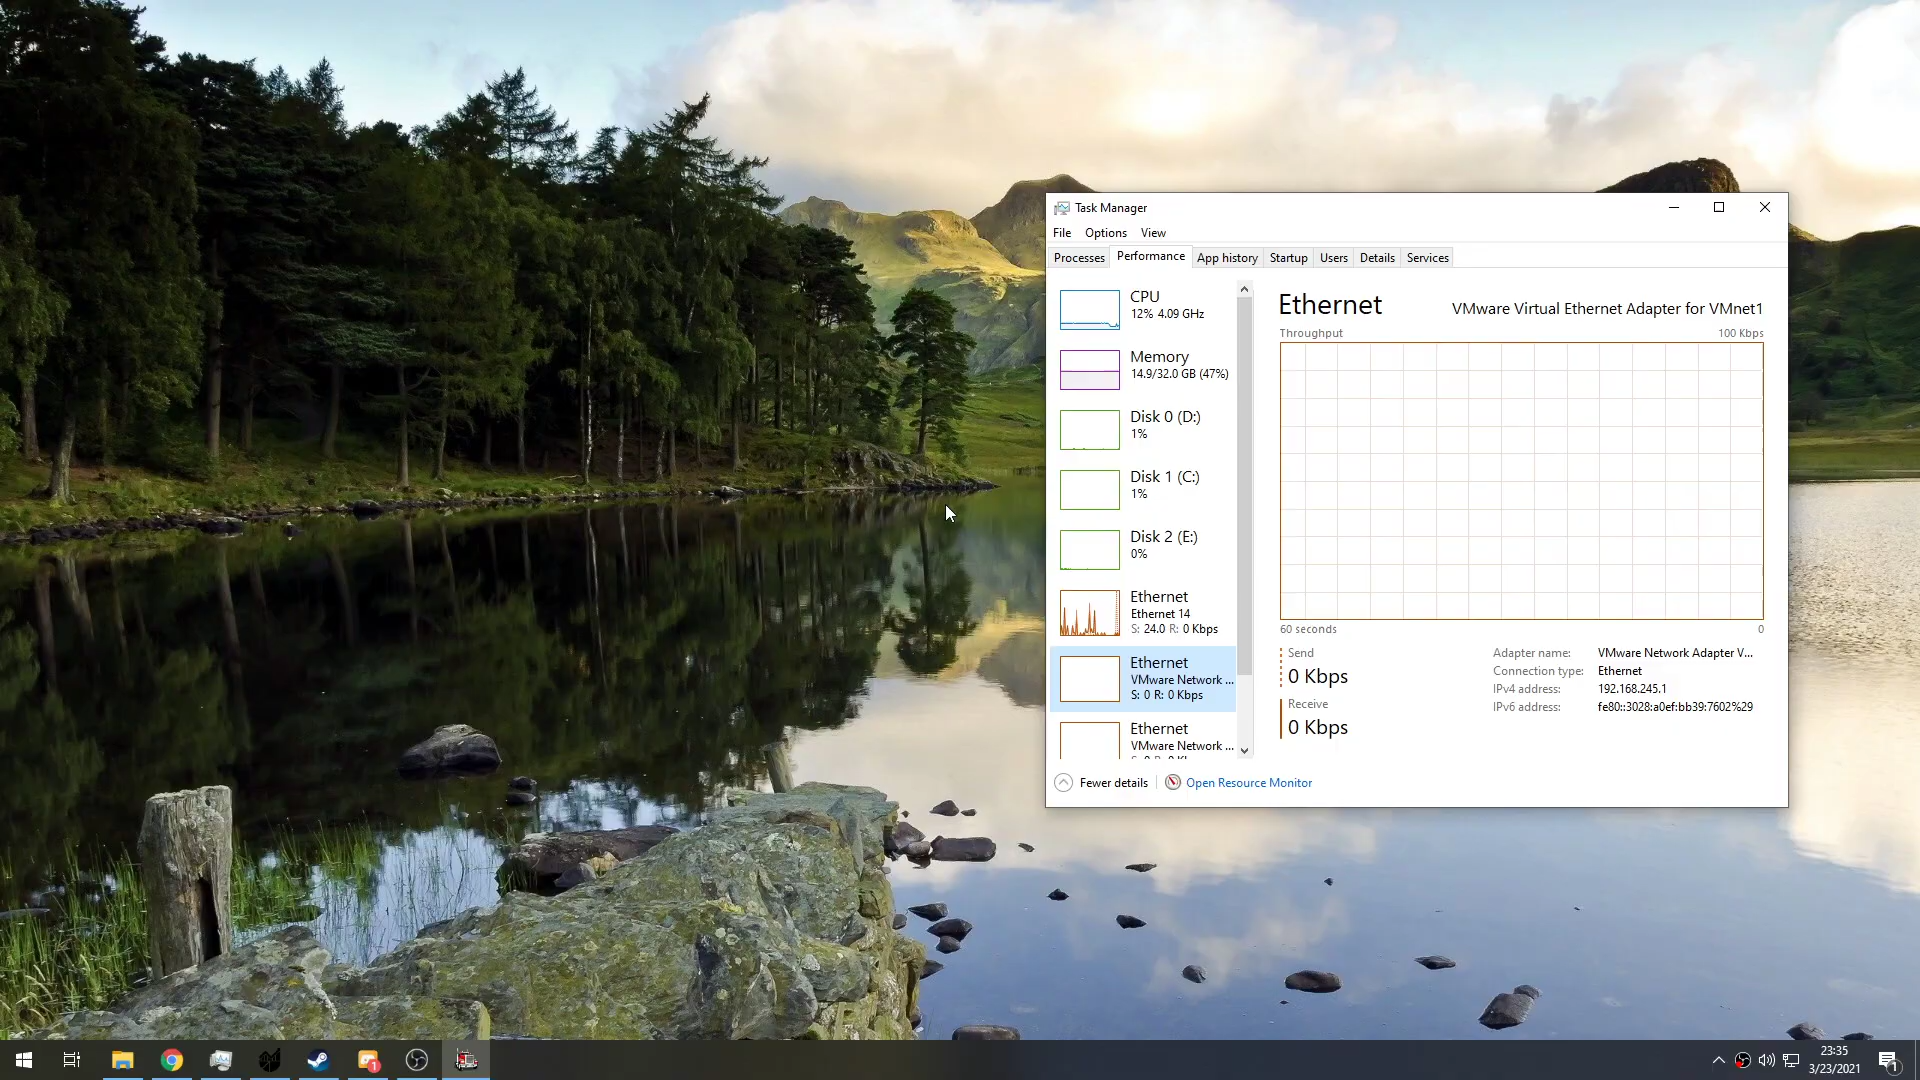 Task Manager
File Options View
Processes Performance App history Startup Users Details Services
CPU
12% 4.09 GHz
Memory
14.9/32.0 GB (47%)
Disk 0 (D:)
1%
Disk 1 (C:)
1%
Disk 2 (E:)
0%
Ethernet
Ethernet 14
S: 24.0 R: 0 Kbps
Ethernet
VMware Network ...
S: 0 R: 0 Kbps
Ethernet
VMware Network ...
Ethernet VMware Virtual Ethernet Adapter for VMnet1
Throughput 100 Kbps
60 seconds 0
Send
0 Kbps
Receive
0 Kbps
Adapter name: VMware Network Adapter V...
Connection type: Ethernet
IPv4 address: 192.168.245.1
IPv6 address: fe80::3028:a0ef:bb39:7602%29
Fewer details Open Resource Monitor
1
23:35
3/23/2021
1